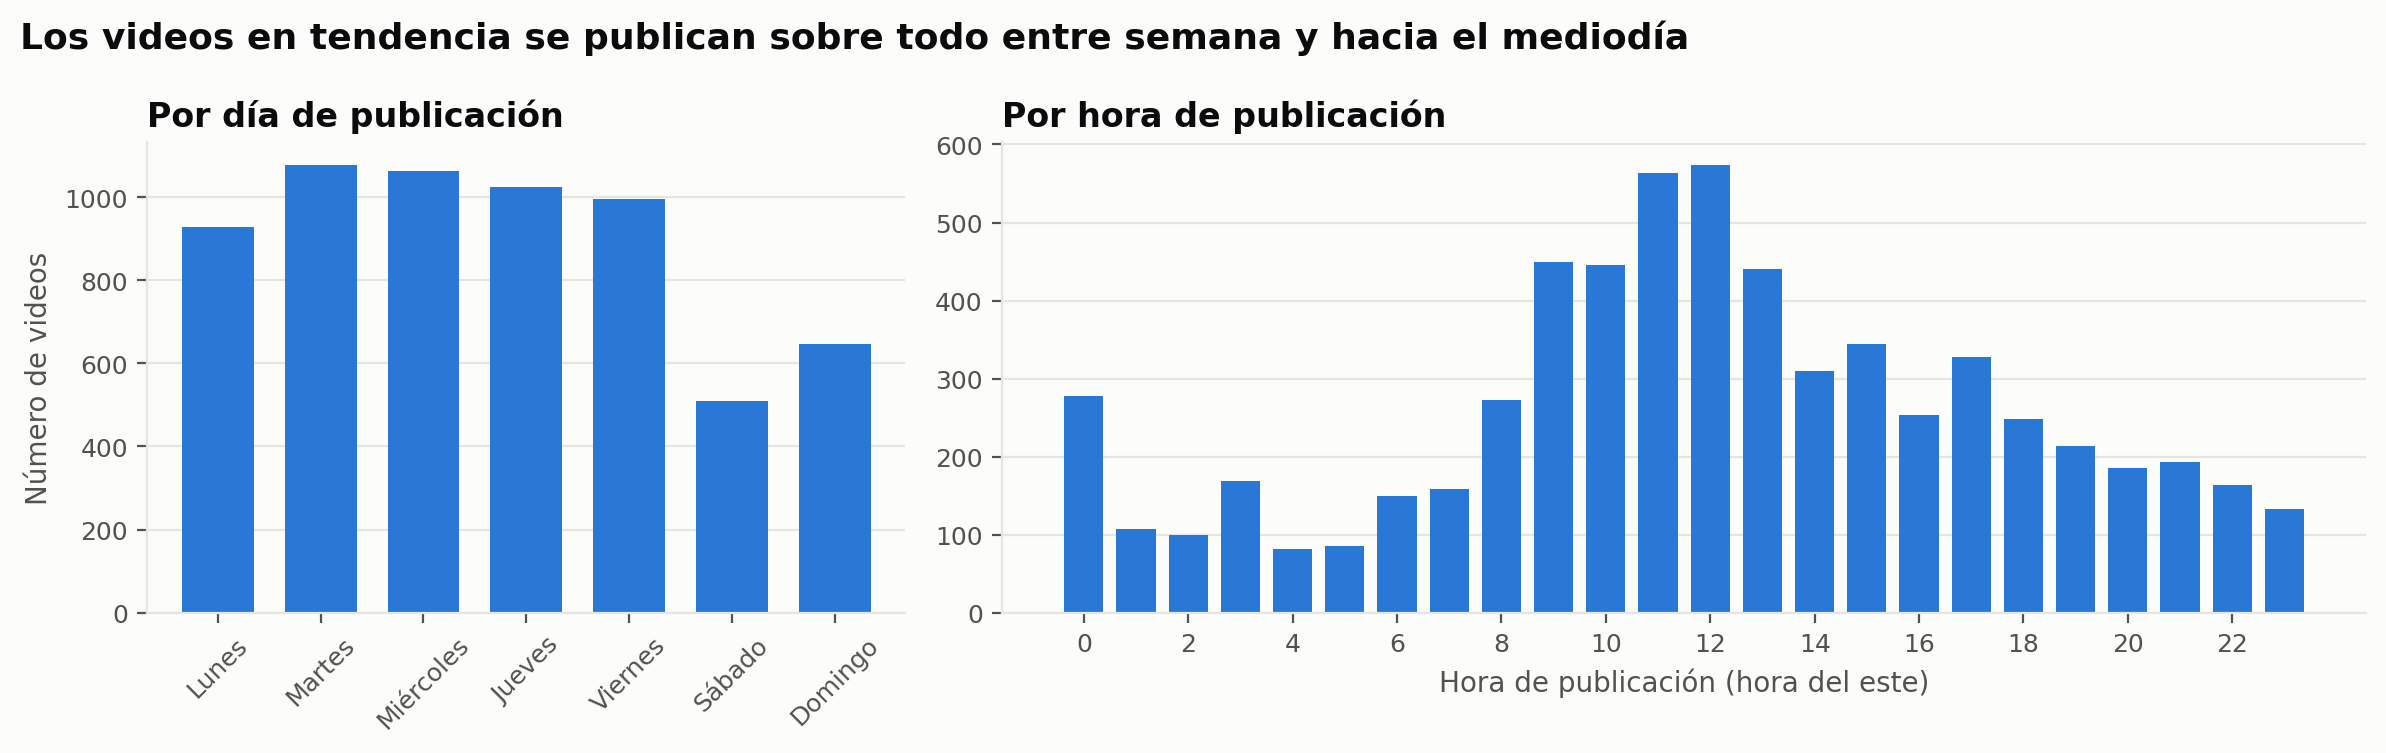 Los videos en tendencia se publican sobre todo entre semana y hacia el mediodía
Por día de publicación
Número de videos
1000
800
600
400
200
0
Lunes
Martes
Miércoles
Jueves
Viernes
Sábado
Domingo
Por hora de publicación
600
500
400
300
200
100
0
0 2 4 6 8 10 12 14 16 18 20 22
Hora de publicación (hora del este)